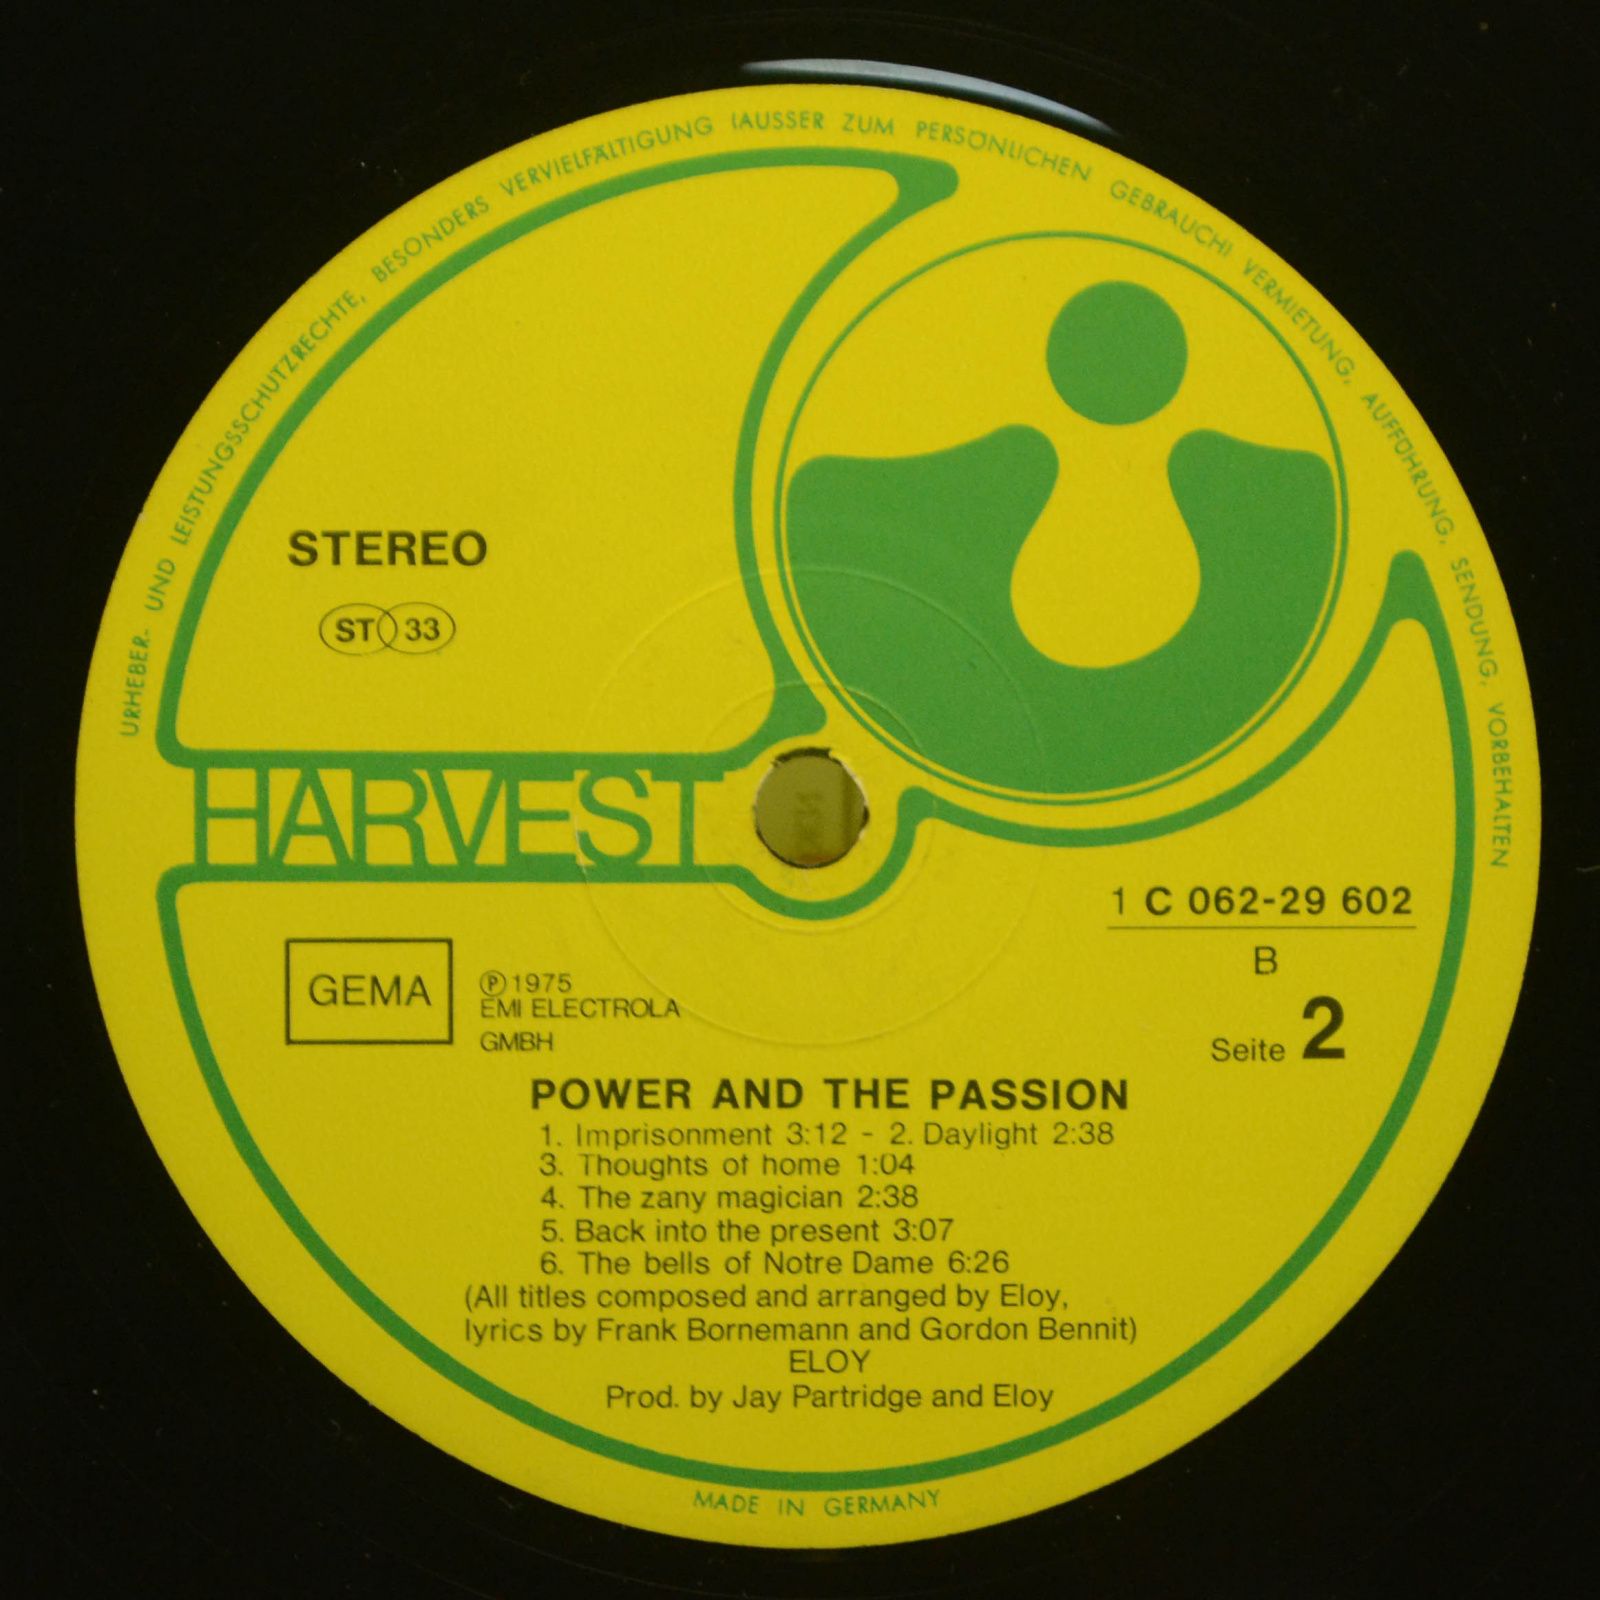 URHEBER- UND LEISTUNGSSCHUTZRECHTE, BESONDERS VERVIELFÄLTIGUNG (AUSSER ZUM PERSÖNLICHEN GEBRAUCH) VERMIETUNG, AUFFÜHRUNG, SENDUNG, VORBEHALTEN
STEREO
ST 33
HARVEST
1 C 062-29 602
B
Seite 2
GEMA
Ⓟ 1975
EMI ELECTROLA
GMBH
POWER AND THE PASSION
1. Imprisonment 3:12 - 2. Daylight 2:38
3. Thoughts of home 1:04
4. The zany magician 2:38
5. Back into the present 3:07
6. The bells of Notre Dame 6:26
(All titles composed and arranged by Eloy,
lyrics by Frank Bornemann and Gordon Bennit)
ELOY
Prod. by Jay Partridge and Eloy
MADE IN GERMANY